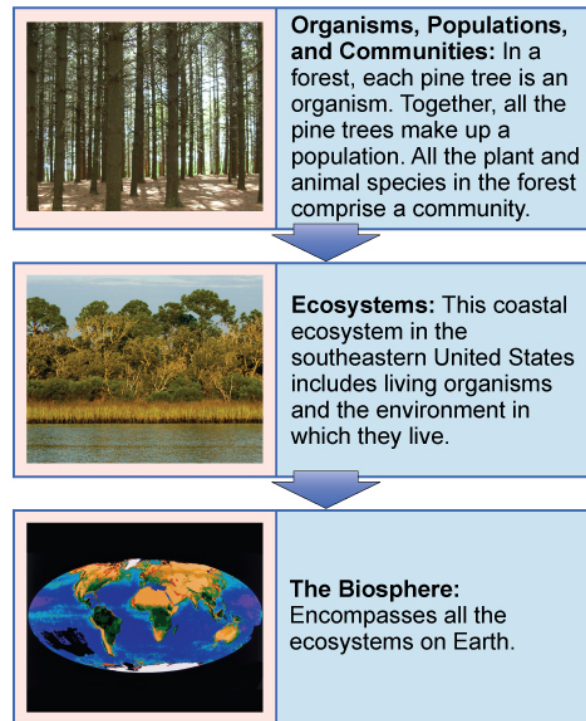 Organisms, Populations,
and Communities: In a
forest, each pine tree is an
organism. Together, all the
pine trees make up a
population. All the plant and
animal species in the forest
comprise a community.
Ecosystems: This coastal
ecosystem in the
southeastern United States
includes living organisms
and the environment in
which they live.
The Biosphere:
Encompasses all the
ecosystems on Earth.